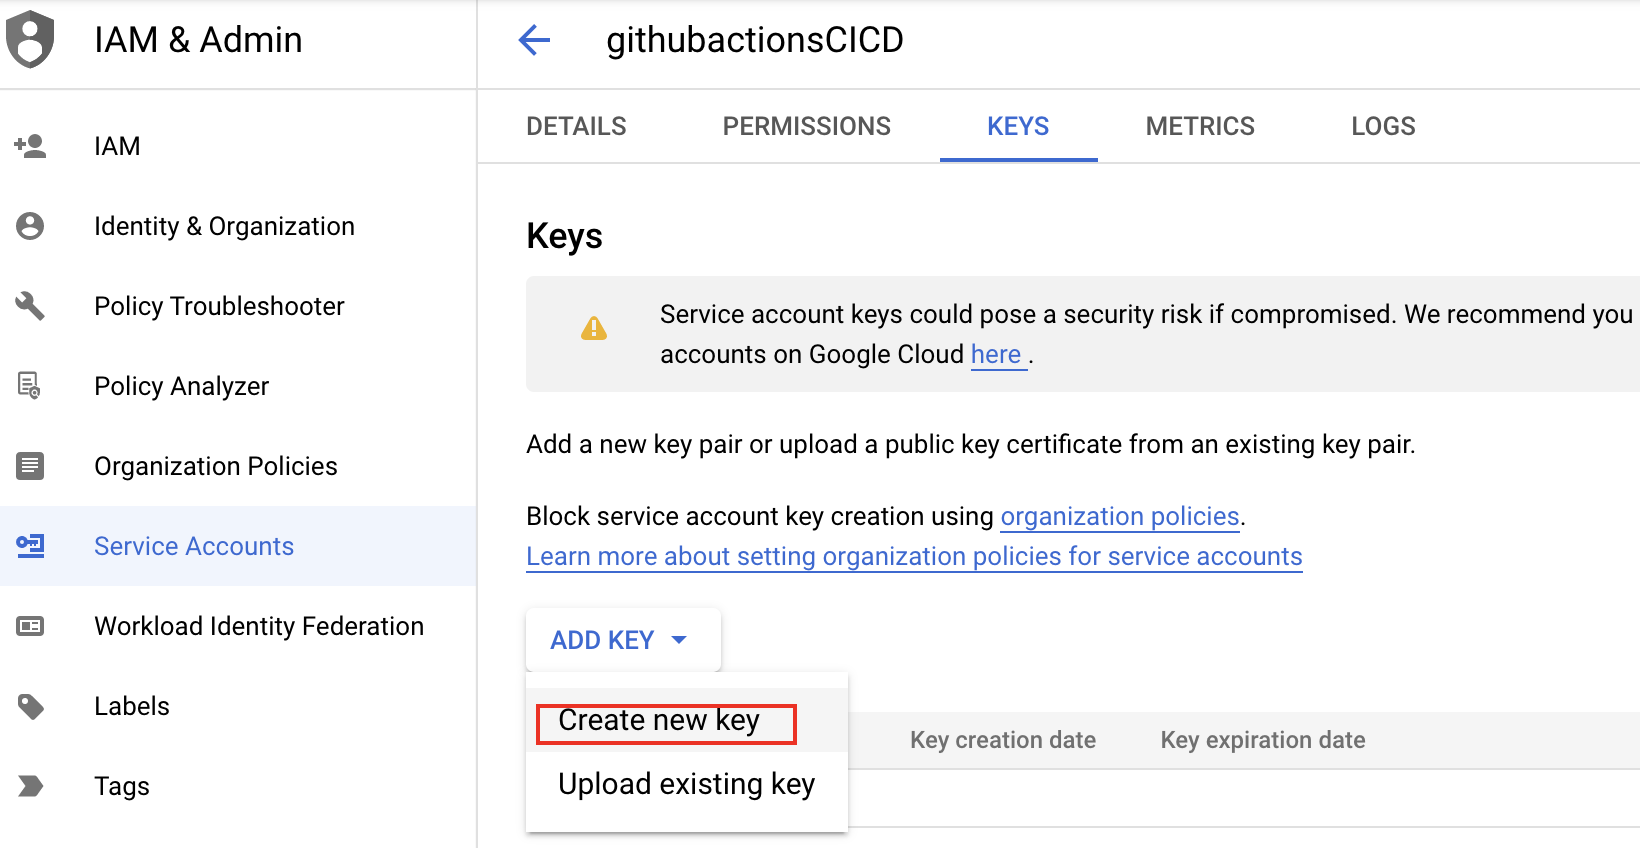 IAM & Admin
githubactionsCICD
IAM
Identity & Organization
Policy Troubleshooter
Policy Analyzer
Organization Policies
Service Accounts
Workload Identity Federation
Labels
Tags
DETAILS
PERMISSIONS
KEYS
METRICS
LOGS
Keys
Service account keys could pose a security risk if compromised. We recommend you
accounts on Google Cloud here .
Add a new key pair or upload a public key certificate from an existing key pair.
Block service account key creation using organization policies.
Learn more about setting organization policies for service accounts
ADD KEY
Create new key
Upload existing key
Key creation date
Key expiration date